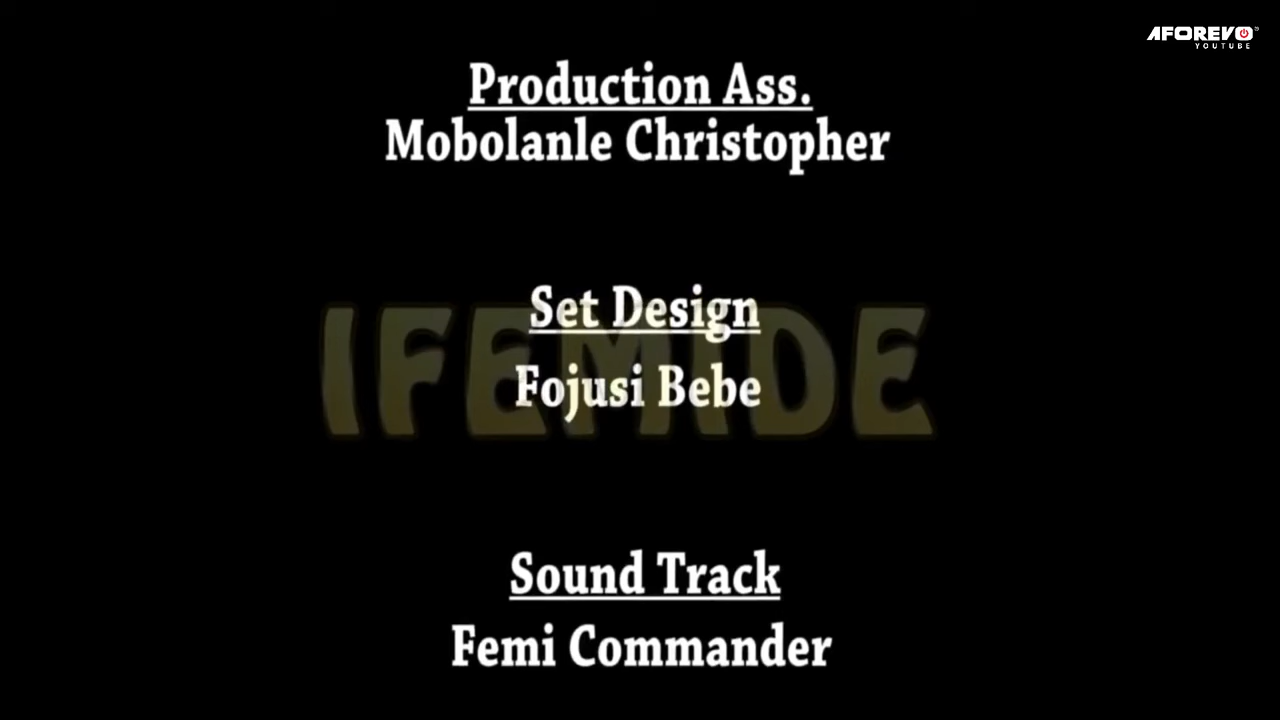 AFOREVO
YOUTUBE
Production Ass.
Mobolanle Christopher
Set Design
IFEMIDE
Fojusi Bebe
Sound Track
Femi Commander